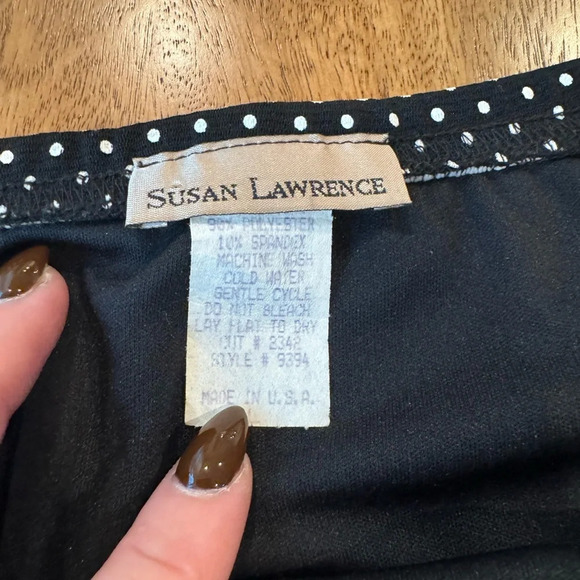 SUSAN LAWRENCE
90% POLYESTER
10% SPANDEX
MACHINE WASH
COLD WATER
GENTLE CYCLE
DO NOT BLEACH
LAY FLAT TO DRY
CUT # 2342
STYLE # 9394
MADE IN U.S.A.